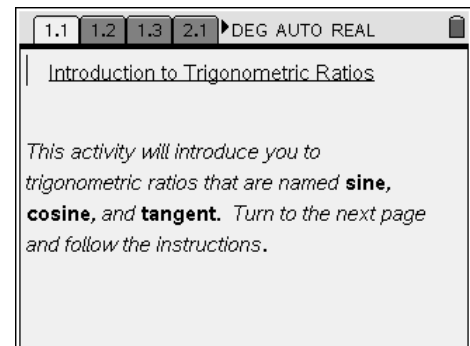 1.1 1.2 1.3 2.1 DEG AUTO REAL
Introduction to Trigonometric Ratios
This activity will introduce you to
trigonometric ratios that are named sine,
cosine, and tangent. Turn to the next page
and follow the instructions.